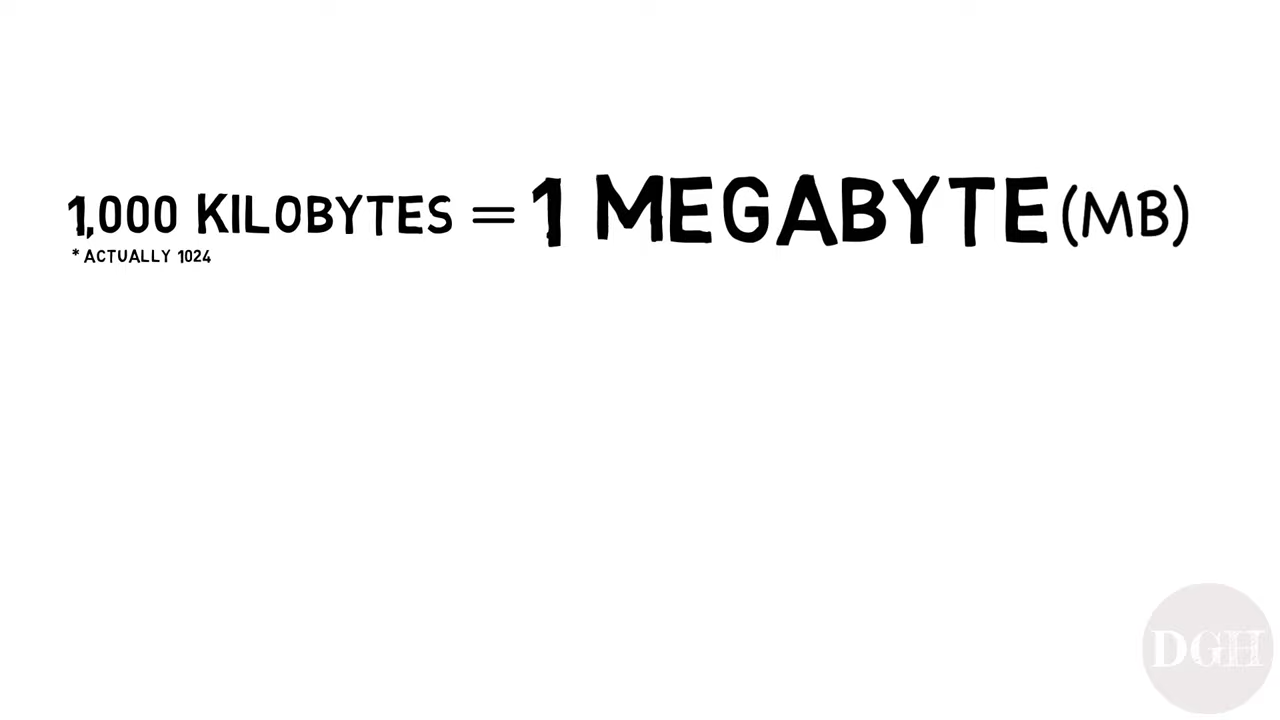 1,000 KILOBYTES = 1 MEGABYTE (MB)
* ACTUALLY 1024
DGH